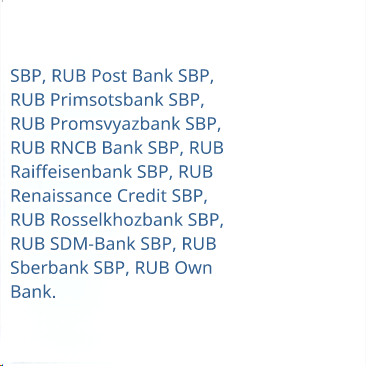 SBP, RUB Post Bank SBP,
RUB Primsotsbank SBP,
RUB Promsvyazbank SBP,
RUB RNCB Bank SBP, RUB
Raiffeisenbank SBP, RUB
Renaissance Credit SBP,
RUB Rosselkhozbank SBP,
RUB SDM-Bank SBP, RUB
Sberbank SBP, RUB Own
Bank.